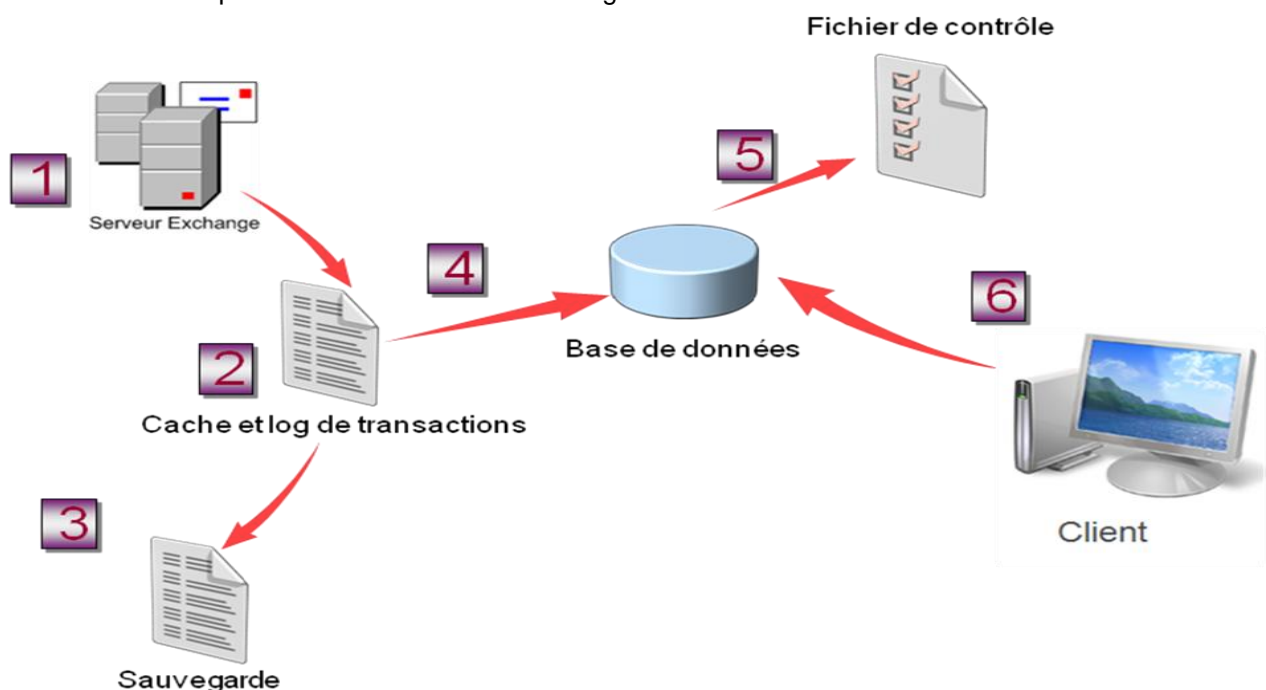 Fichier de contrôle
1
Serveur Exchange
5
4
2
Cache et log de transactions
Base de données
6
3
Client
Sauvegarde